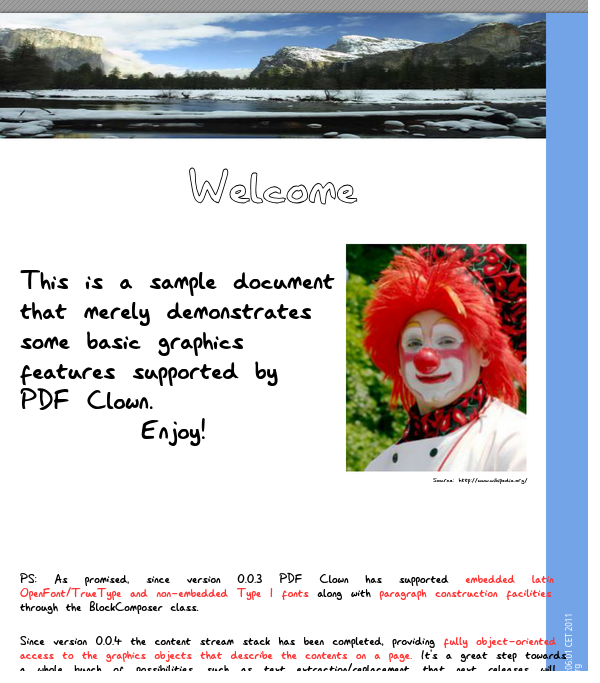 Welcome
This is a sample document
that merely demonstrates
some basic graphics
features supported by
PDF Clown.
Enjoy!
Source: http://www.wikipedia.org/
PS: As promised, since version 0.0.3 PDF Clown has supported embedded latin
OpenFont/TrueType and non-embedded Type 1 fonts along with paragraph construction facilities
through the BlockComposer class.
Since version 0.0.4 the content stream stack has been completed, providing fully object-oriented
access to the graphics objects that describe the contents on a page. It's a great step towards
a whole bunch of possibilities, such as text extraction/replacement, that next releases will
CET 2011